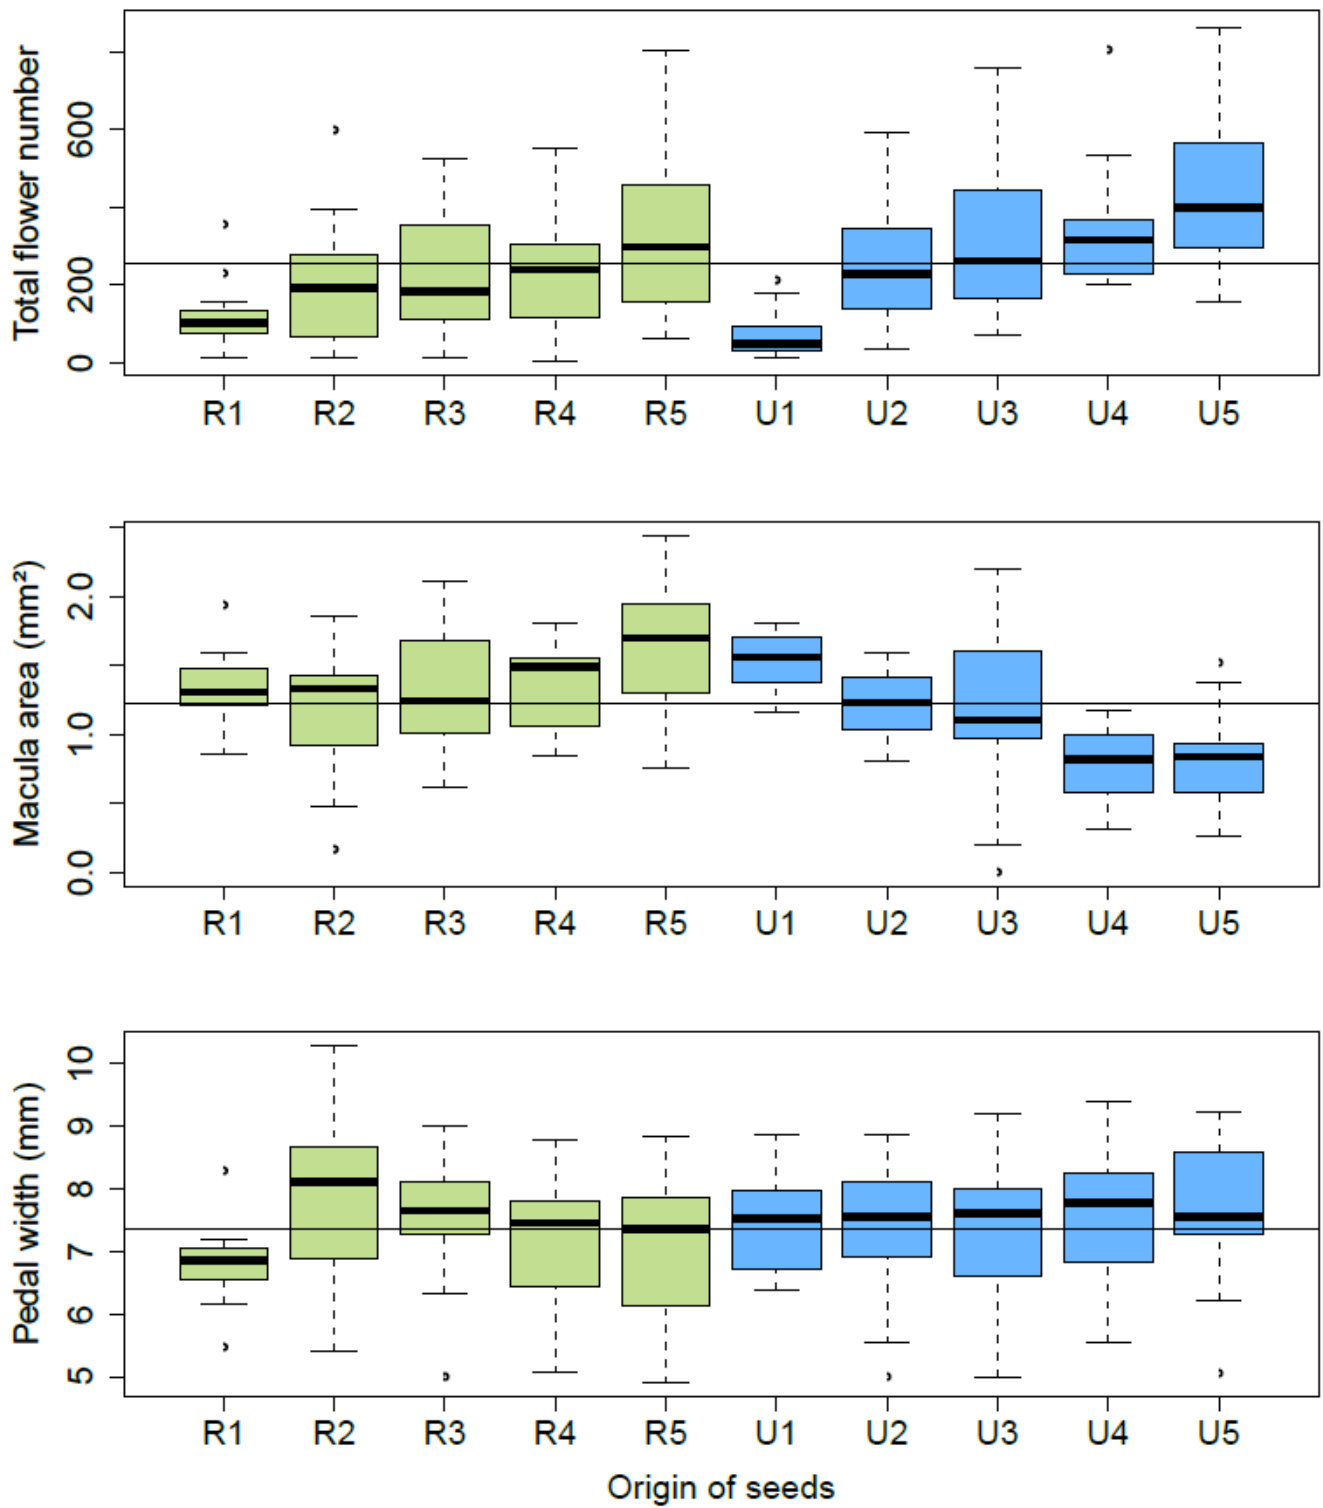 Total flower number
600
200
0
R1 R2 R3 R4 R5 U1 U2 U3 U4 U5
Macula area (mm²)
2.0
1.0
0.0
R1 R2 R3 R4 R5 U1 U2 U3 U4 U5
Pedal width (mm)
10
9
8
7
6
5
R1 R2 R3 R4 R5 U1 U2 U3 U4 U5
Origin of seeds